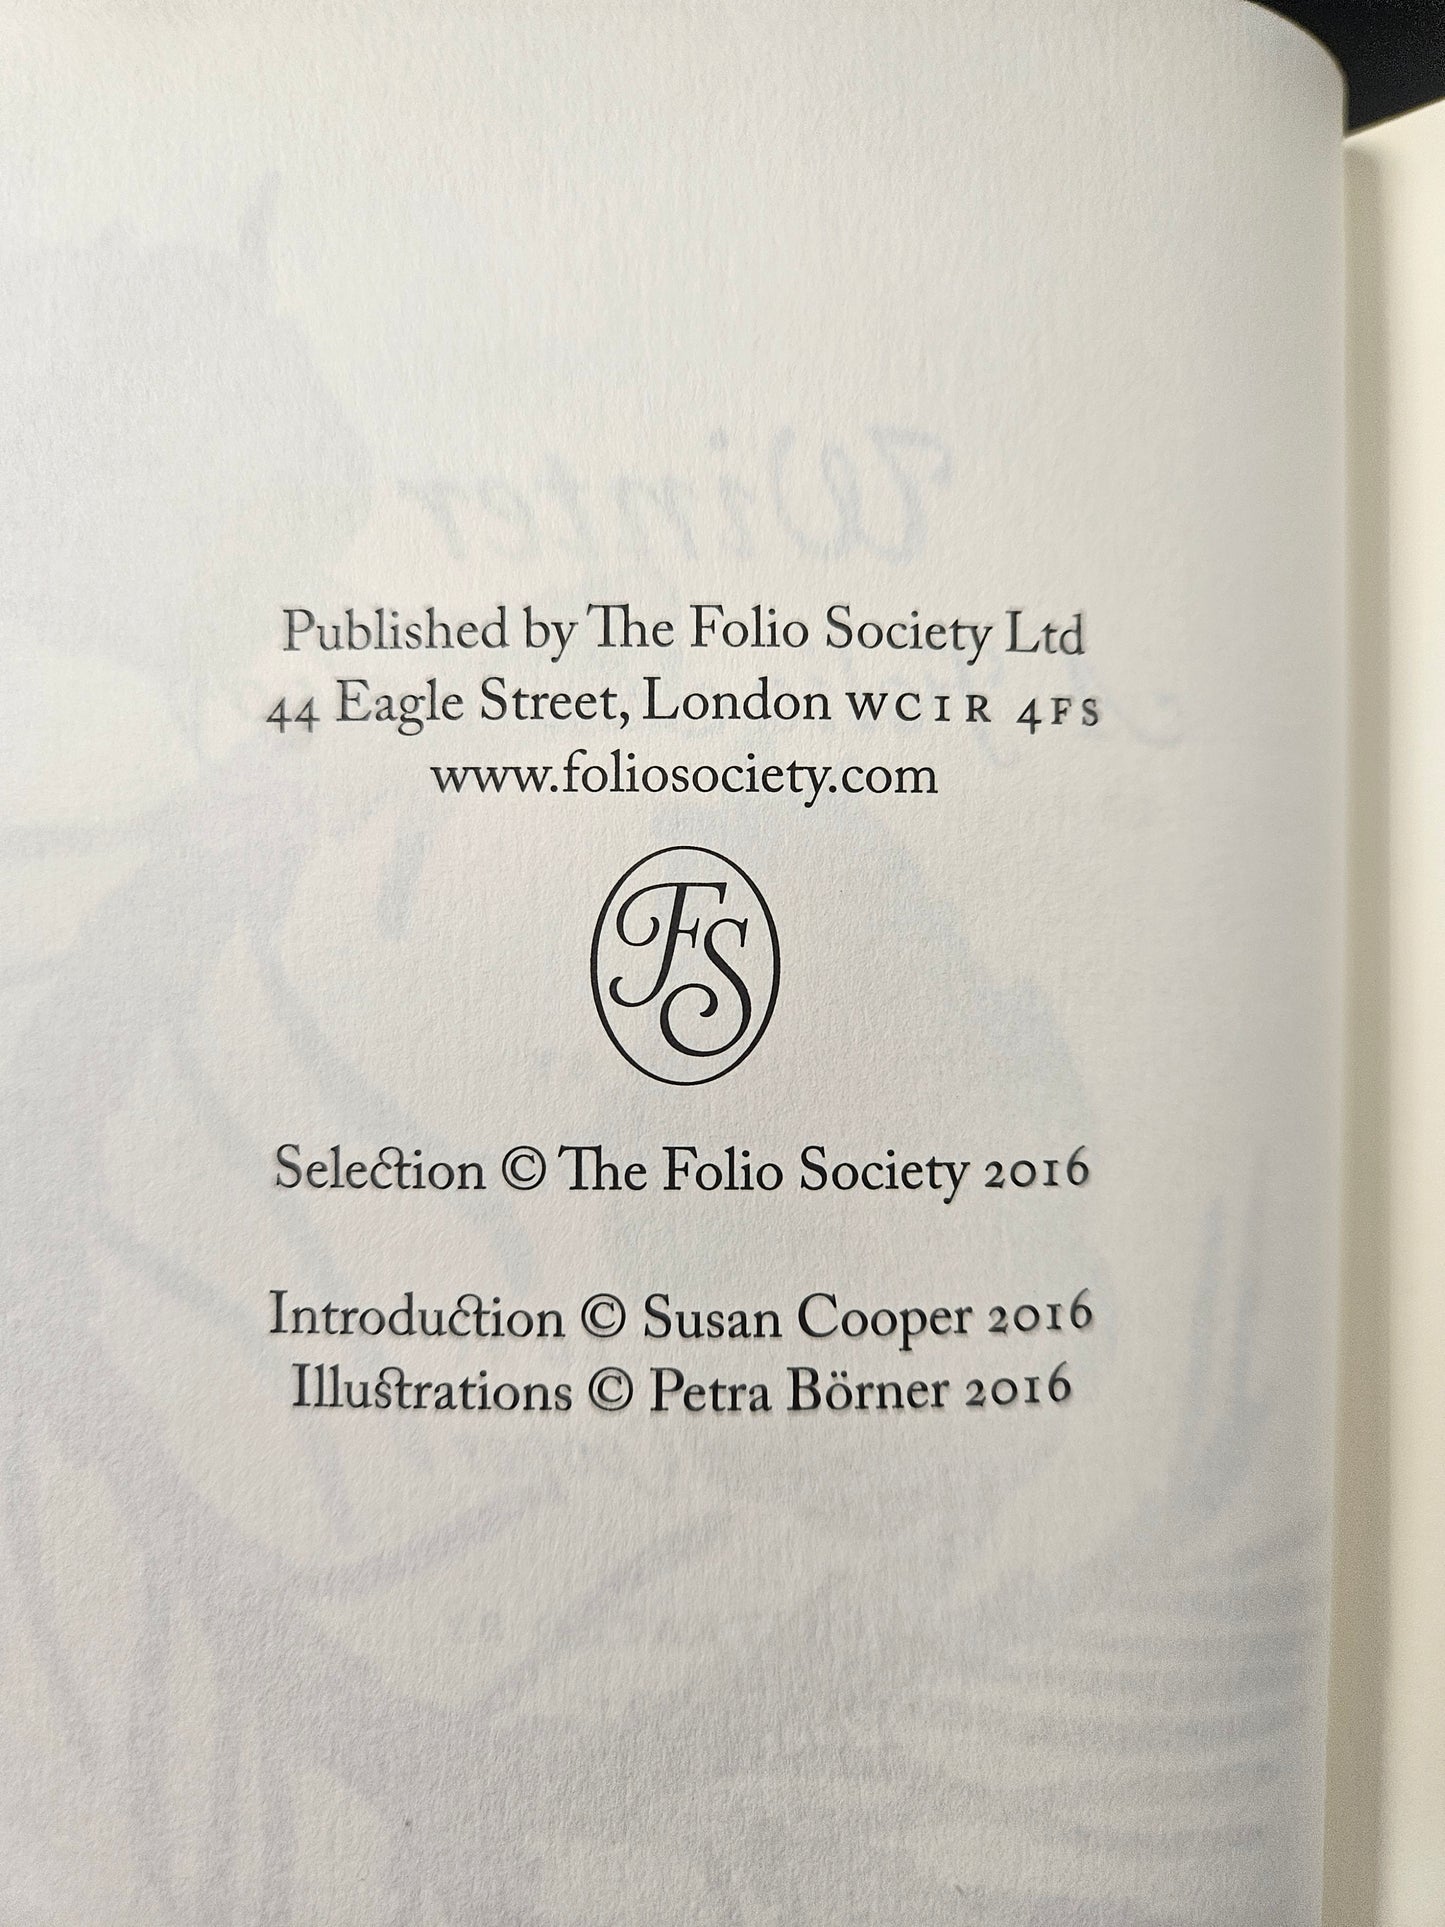 Winter
Published by The Folio Society Ltd
44 Eagle Street, London WC1R 4FS
www.foliosociety.com
FS
Selection © The Folio Society 2016
Introduction © Susan Cooper 2016
Illustrations © Petra Börner 2016